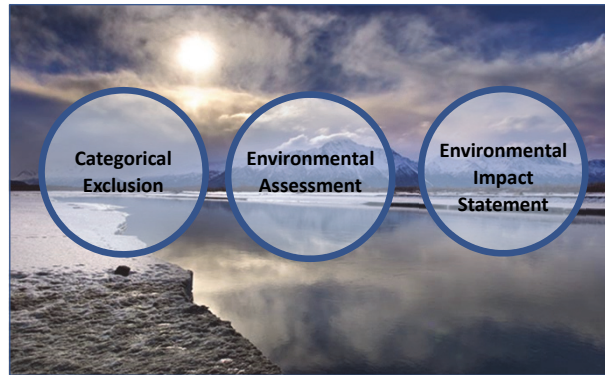 Categorical
Exclusion
Environmental
Assessment
Environmental
Impact
Statement